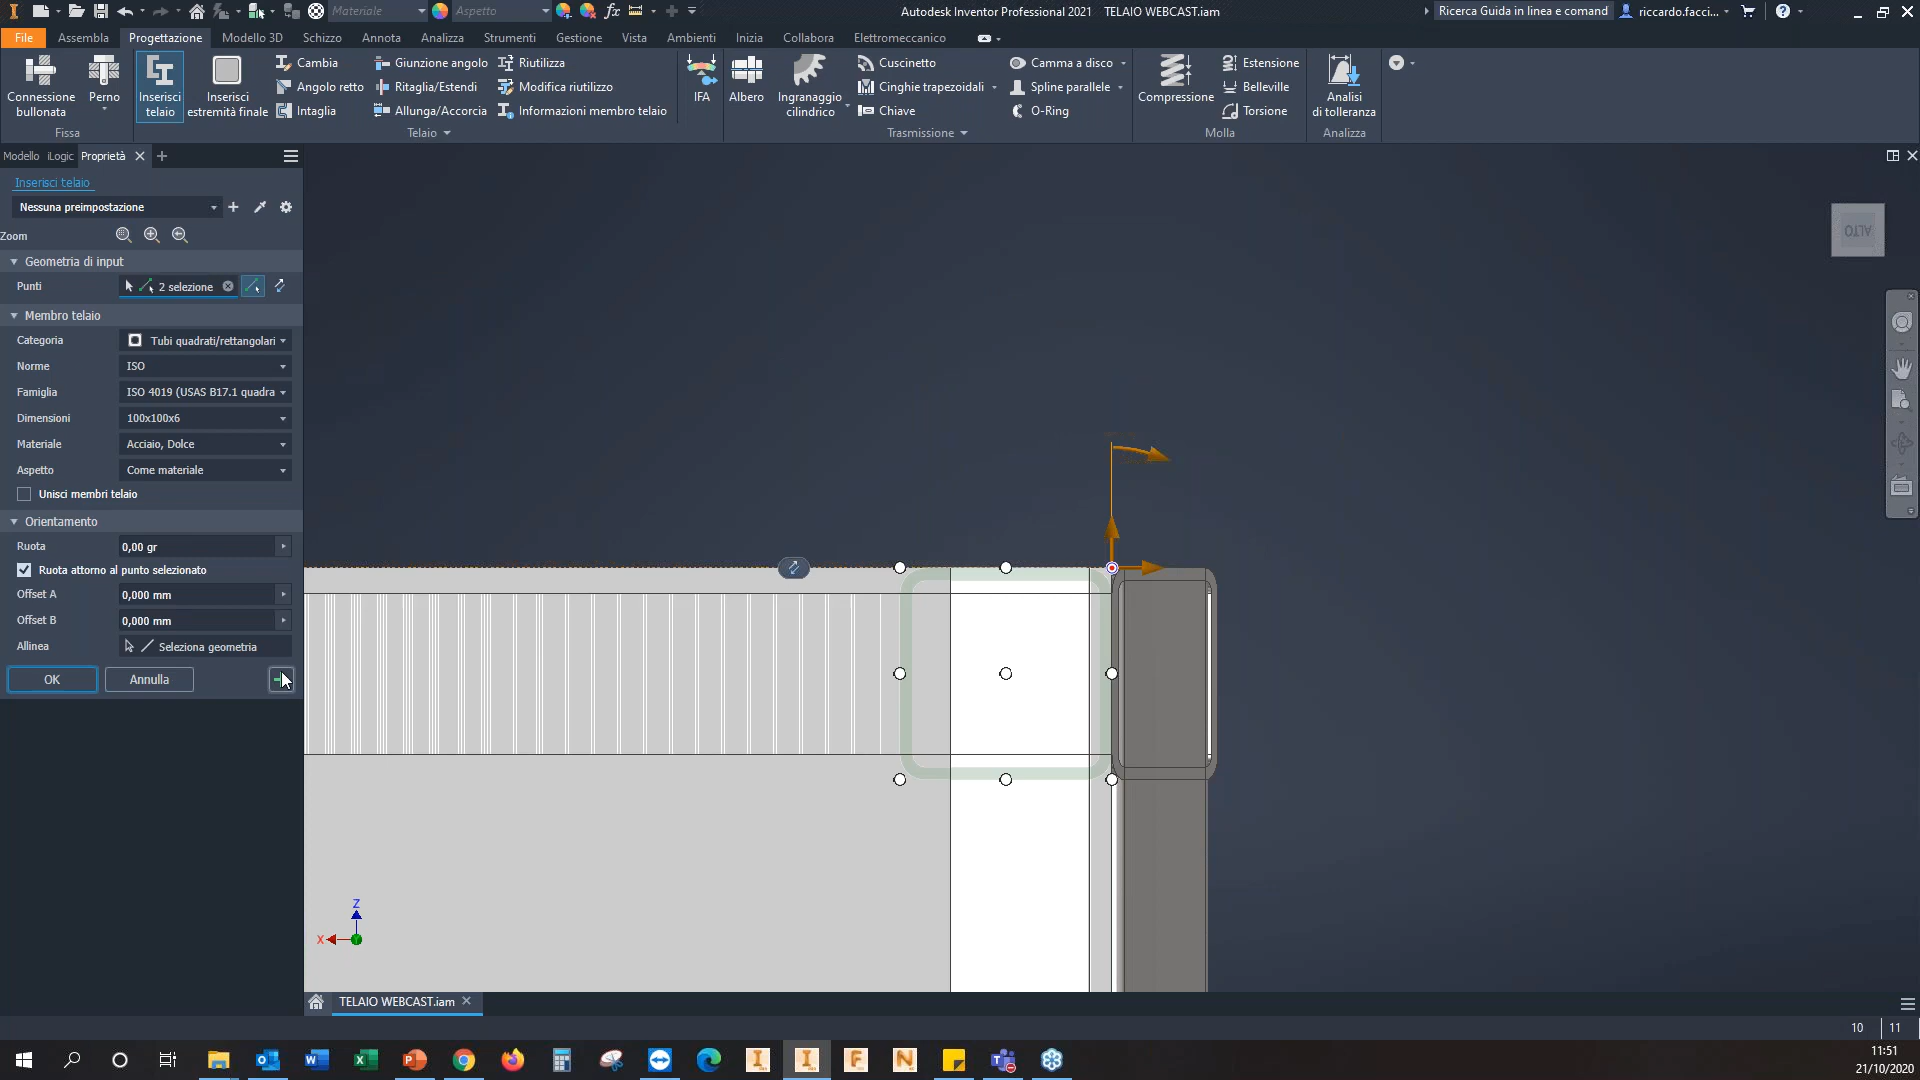 Materiale
Aspetto
Autodesk Inventor Professional 2021 TELAIO WEBCAST.iam
Ricerca Guida in linea e comand
riccardo.facci...
File
Assembla
Progettazione
Modello 3D
Schizzo
Annota
Analizza
Strumenti
Gestione
Vista
Ambienti
Inizia
Collabora
Elettromeccanico
Connessione
bullonata
Perno
Fissa
Inserisci
telaio
Inserisci
estremità finale
Cambia
Angolo retto
Intaglia
Giunzione angolo
Ritaglia/Estendi
Allunga/Accorcia
Riutilizza
Modifica riutilizzo
Informazioni membro telaio
Telaio
IFA
Albero
Ingranaggio
cilindrico
Cuscinetto
Cinghie trapezoidali
Chiave
Camma a disco
Spline parallele
O-Ring
Trasmissione
Compressione
Estensione
Belleville
Torsione
Molla
Analisi
di tolleranza
Analizza
Modello iLogic Proprietà
Inserisci telaio
Nessuna preimpostazione
Zoom
Geometria di input
Punti 2 selezione
Membro telaio
Categoria Tubi quadrati/rettangolari
Norme ISO
Famiglia ISO 4019 (USAS B17.1 quadra
Dimensioni 100x100x6
Materiale Acciaio, Dolce
Aspetto Come materiale
Unisci membri telaio
Orientamento
Ruota 0,00 gr
Ruota attorno al punto selezionato
Offset A 0,000 mm
Offset B 0,000 mm
Allinea Seleziona geometria
OK Annulla
ALTO
Z
X
TELAIO WEBCAST.iam
10 11
11:51
21/10/2020